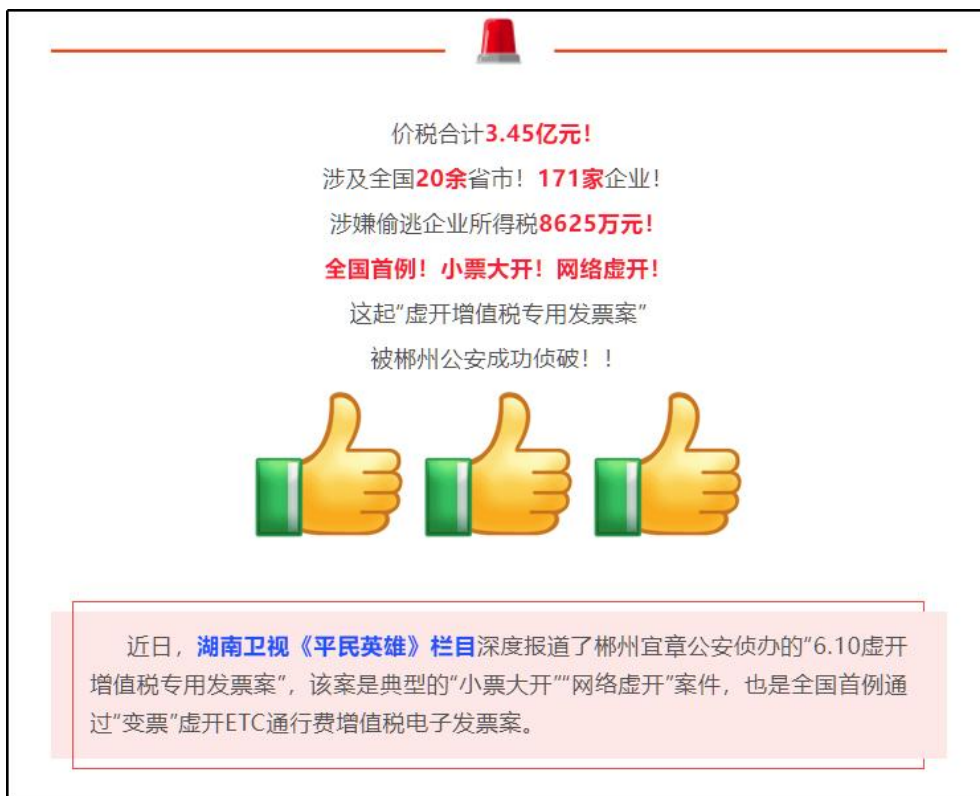 价税合计3.45亿元！
涉及全国20余省市！171家企业！
涉嫌偷逃企业所得税8625万元！
全国首例！小票大开！网络虚开！
这起“虚开增值税专用发票案”
被郴州公安成功侦破！！
近日，湖南卫视《平民英雄》栏目深度报道了郴州宜章公安侦办的“6.10虚开
增值税专用发票案”，该案是典型的“小票大开”“网络虚开”案件，也是全国首例通
过“变票”虚开ETC通行费增值税电子发票案。